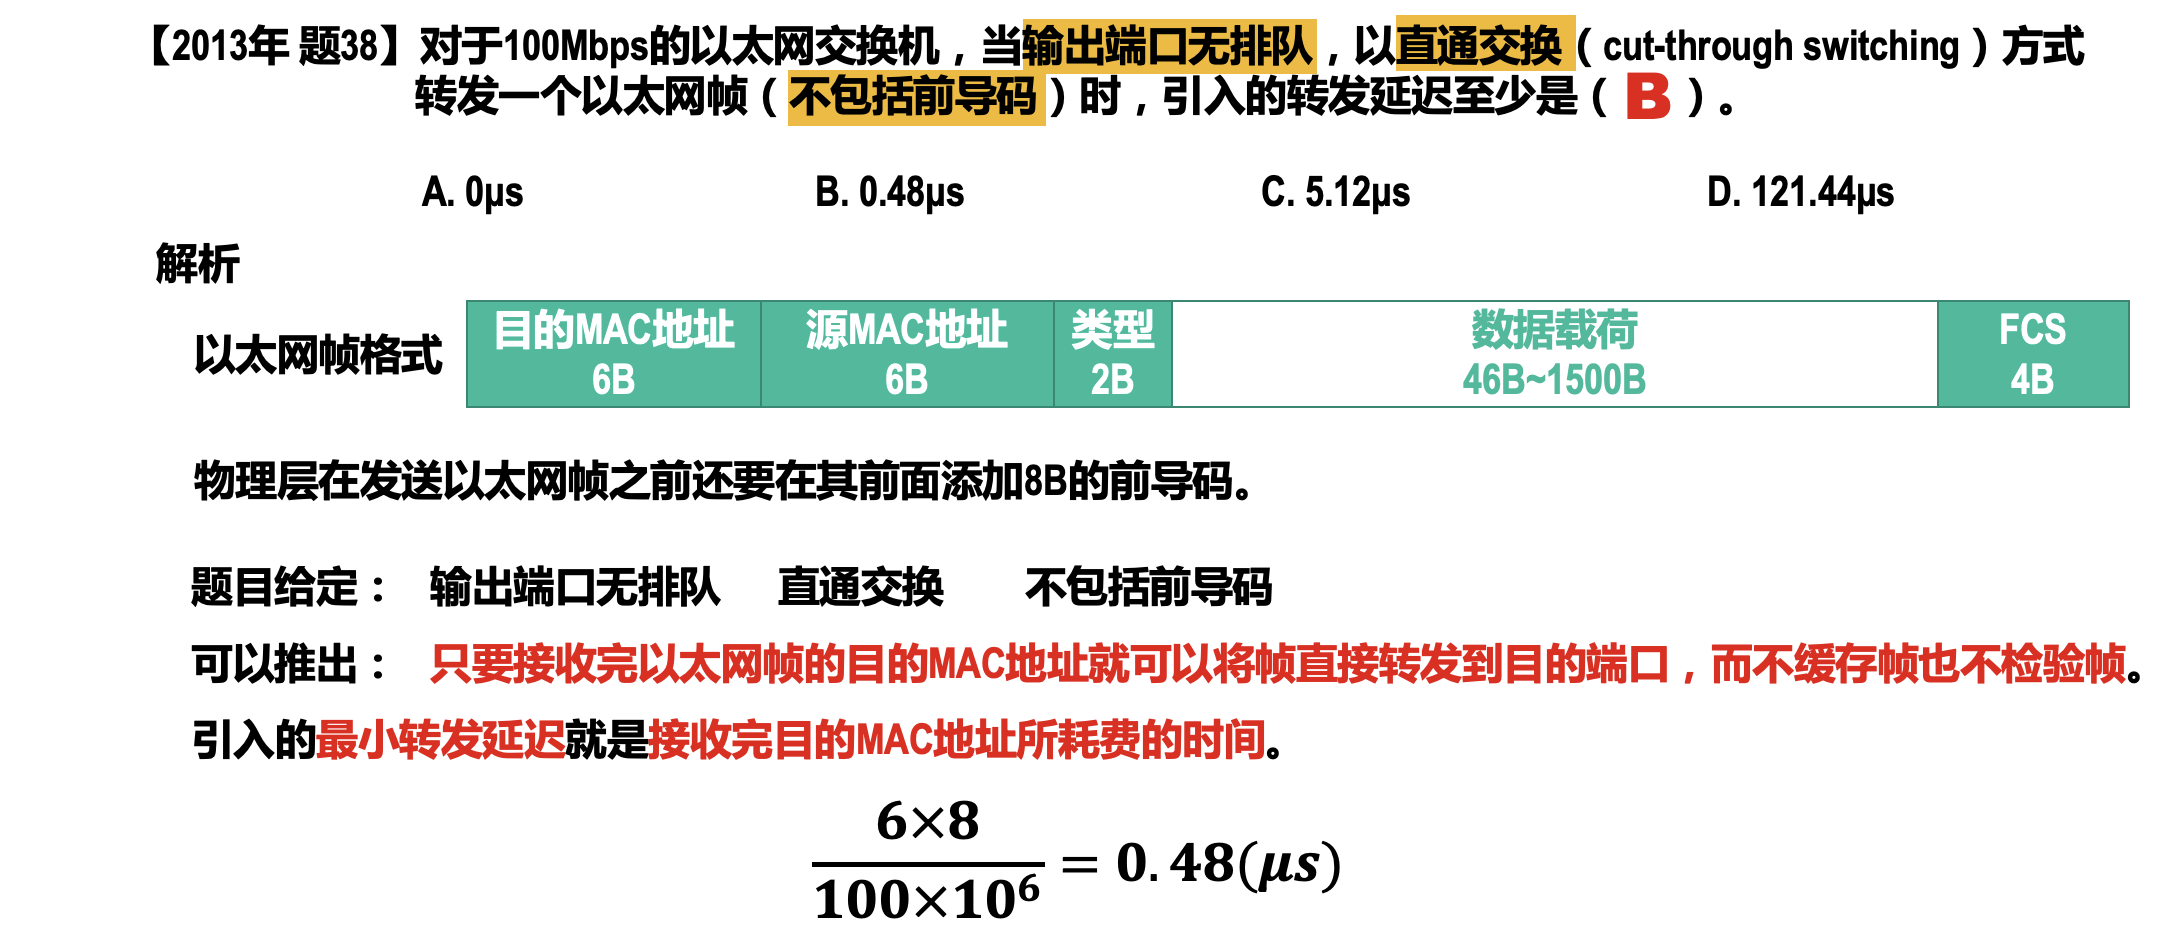 【2013年 题38】对于100Mbps的以太网交换机，当输出端口无排队，以直通交换（cut-through switching）方式
转发一个以太网帧（不包括前导码）时，引入的转发延迟至少是（ B ）。
A. 0μs B. 0.48μs C. 5.12μs D. 121.44μs
解析
以太网帧格式
目的MAC地址 源MAC地址 类型 数据载荷 FCS
6B 6B 2B 46B~1500B 4B
物理层在发送以太网帧之前还要在其前面添加8B的前导码。
题目给定： 输出端口无排队 直通交换 不包括前导码
可以推出： 只要接收完以太网帧的目的MAC地址就可以将帧直接转发到目的端口，而不缓存帧也不检验帧。
引入的最小转发延迟就是接收完目的MAC地址所耗费的时间。
6×8
100×10⁶
= 0.48(μs)